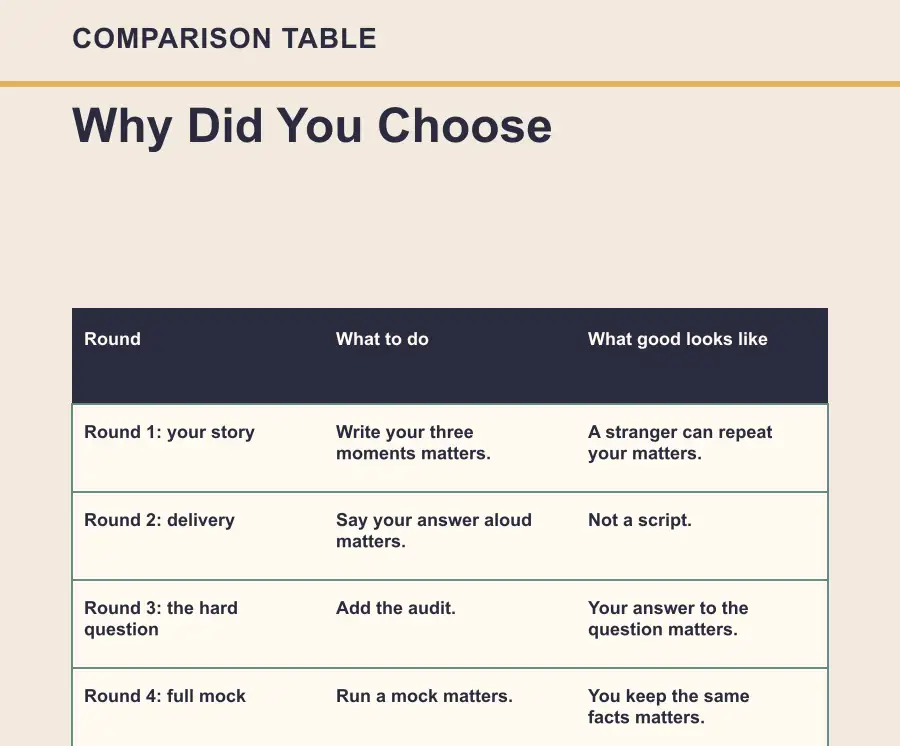 COMPARISON TABLE
Why Did You Choose
Round
What to do
What good looks like
Round 1: your story
Write your three
moments matters.
A stranger can repeat
your matters.
Round 2: delivery
Say your answer aloud
matters.
Not a script.
Round 3: the hard
question
Add the audit.
Your answer to the
question matters.
Round 4: full mock
Run a mock matters.
You keep the same
facts matters.